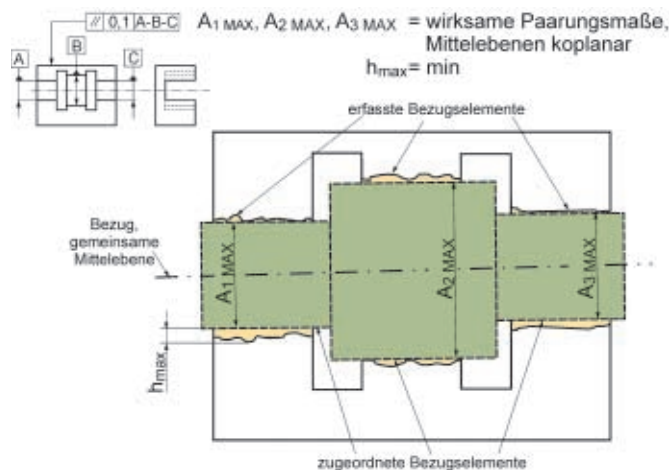 // 0,1 A-B-C
A₁ MAX, A₂ MAX, A₃ MAX = wirksame Paarungsmaße,
Mittelebenen koplanar
hmax= min
A
B
C
erfasste Bezugselemente
Bezug,
gemeinsame
Mittelebene
A₁ MAX
A₂ MAX
A₃ MAX
hmax
zugeordnete Bezugselemente